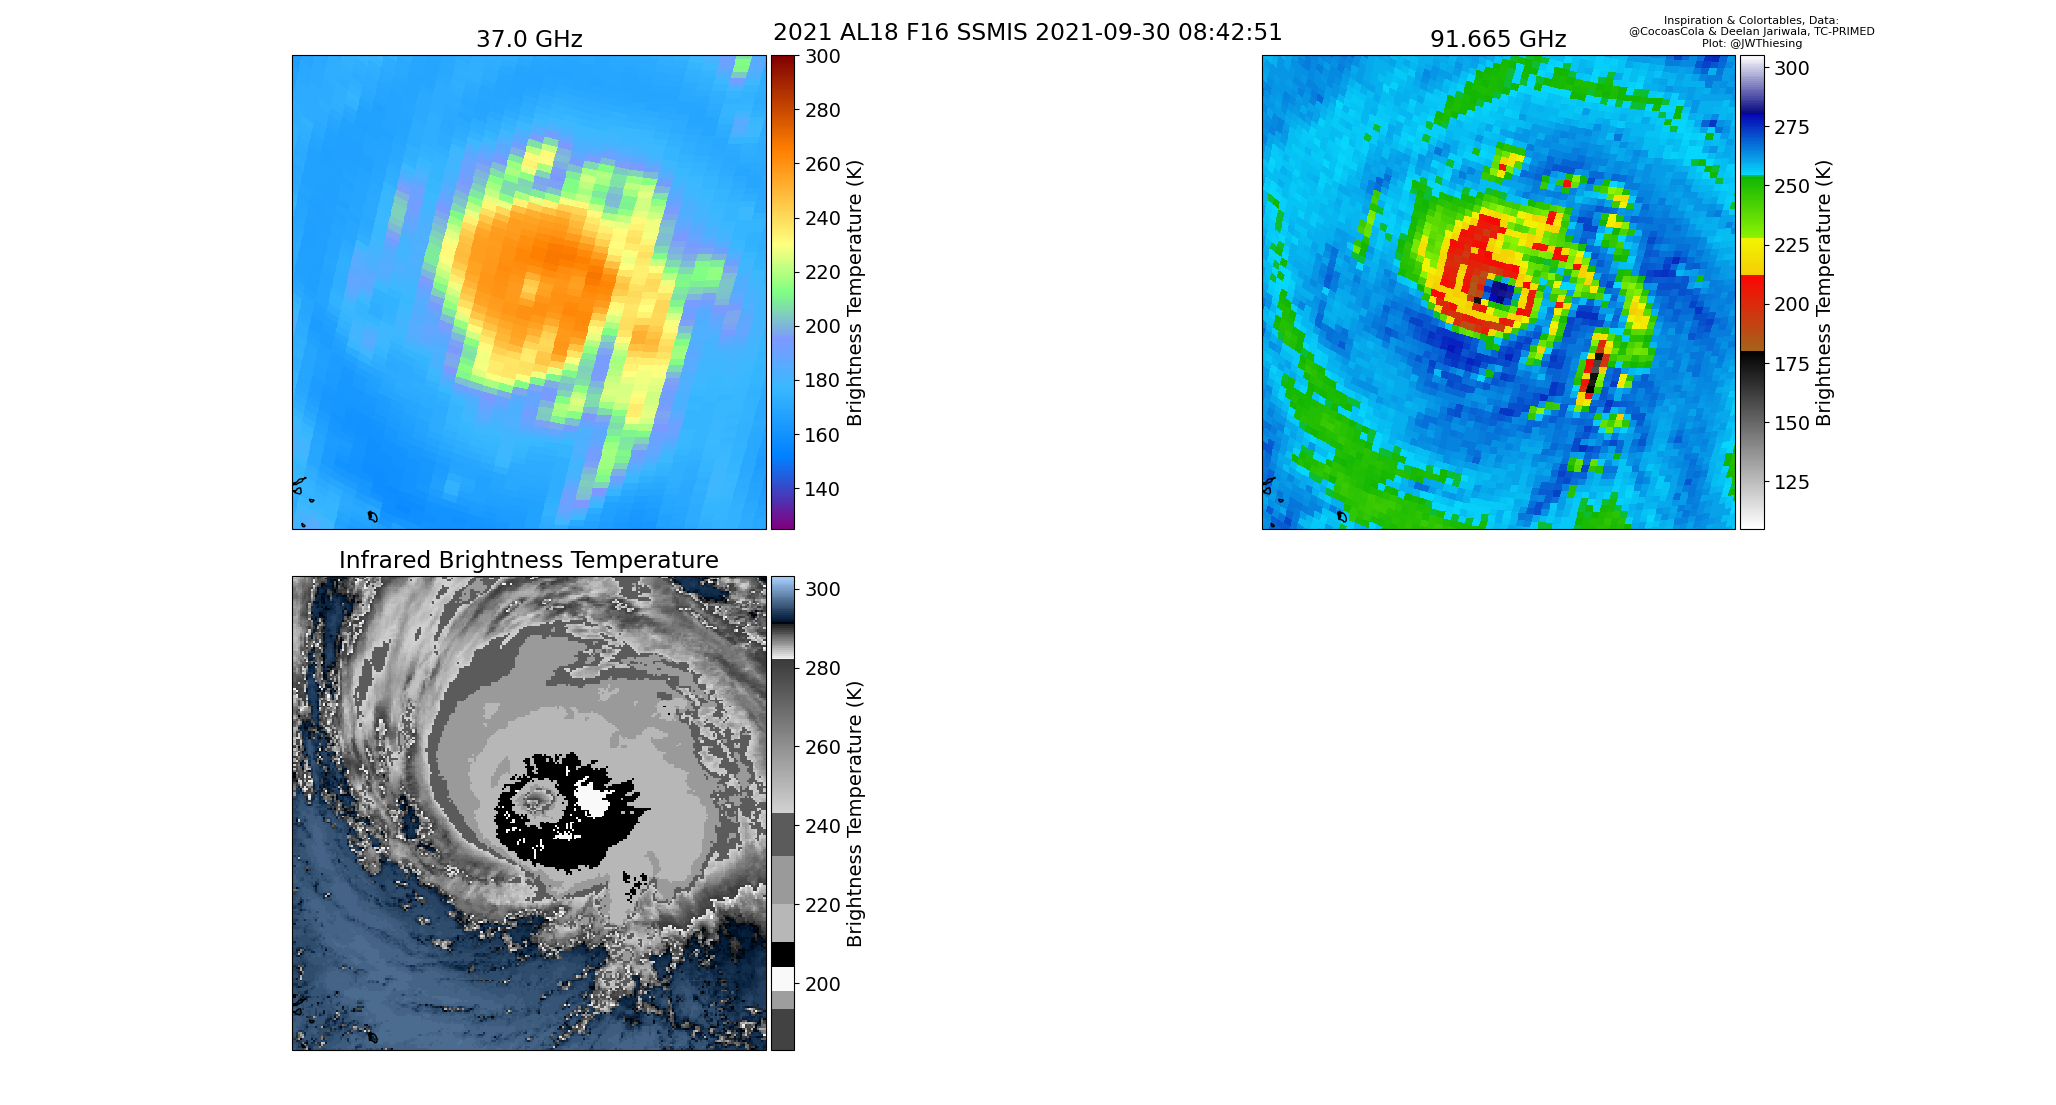 2021 AL18 F16 SSMIS 2021-09-30 08:42:51
Inspiration & Colortables, Data:
@CocoasCola & Deelan Jariwala, TC-PRIMED
Plot: @JWThiesing
37.0 GHz
300
280
260
240
220
200
180
160
140
Brightness Temperature (K)
91.665 GHz
300
275
250
225
200
175
150
125
Brightness Temperature (K)
Infrared Brightness Temperature
300
280
260
240
220
200
Brightness Temperature (K)